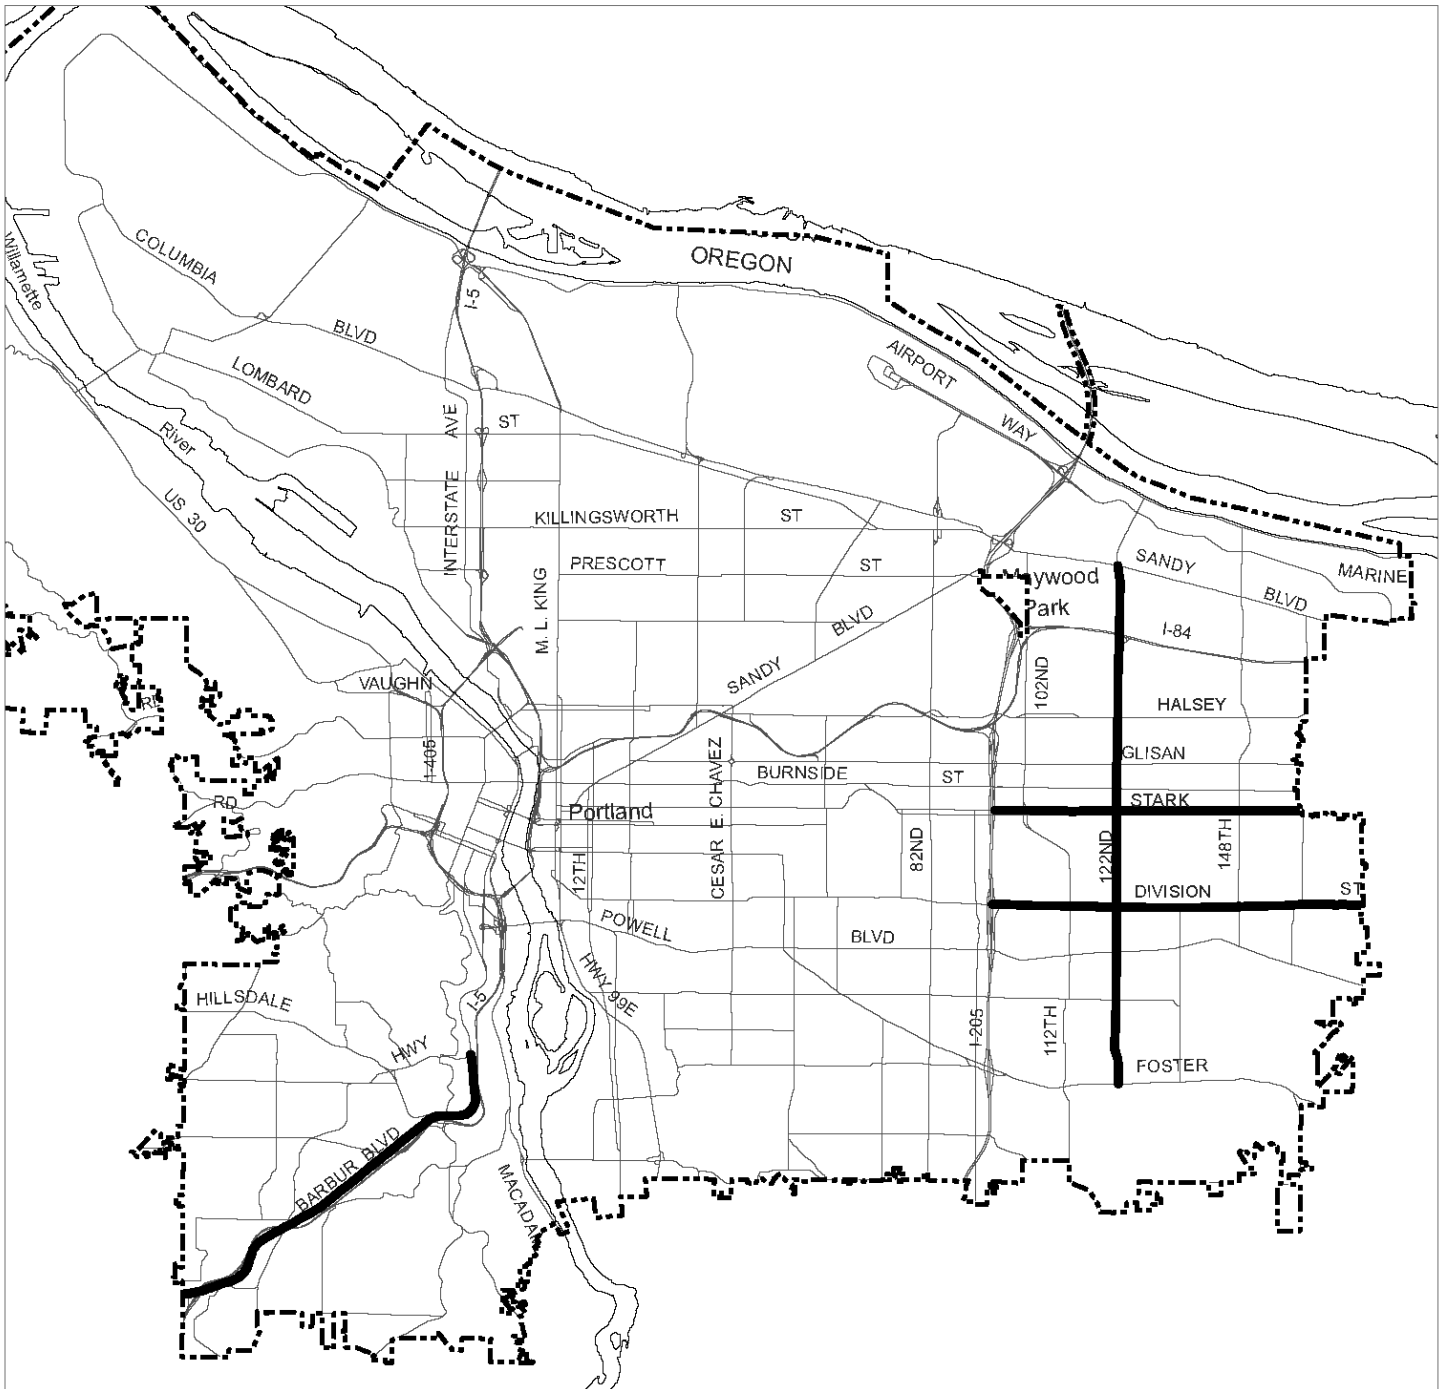 OREGON
COLUMBIA
BLVD
LOMBARD
ST
Willamette
River
US 30
I-5
INTERSTATE AVE
M. L. KING
AIRPORT
WAY
KILLINGSWORTH
ST
PRESCOTT
ST
SANDY
BLVD
MARINE
Park
SANDY
BLVD
I-84
VAUGHN
102ND
HALSEY
GLISAN
I-405
CESAR E. CHAVEZ
BURNSIDE
ST
STARK
RD
Portland
12TH
82ND
122ND
148TH
DIVISION
ST
POWELL
BLVD
HILLSDALE
HWY
I-5
HWY 99E
I-205
112TH
FOSTER
BARBUR BLVD